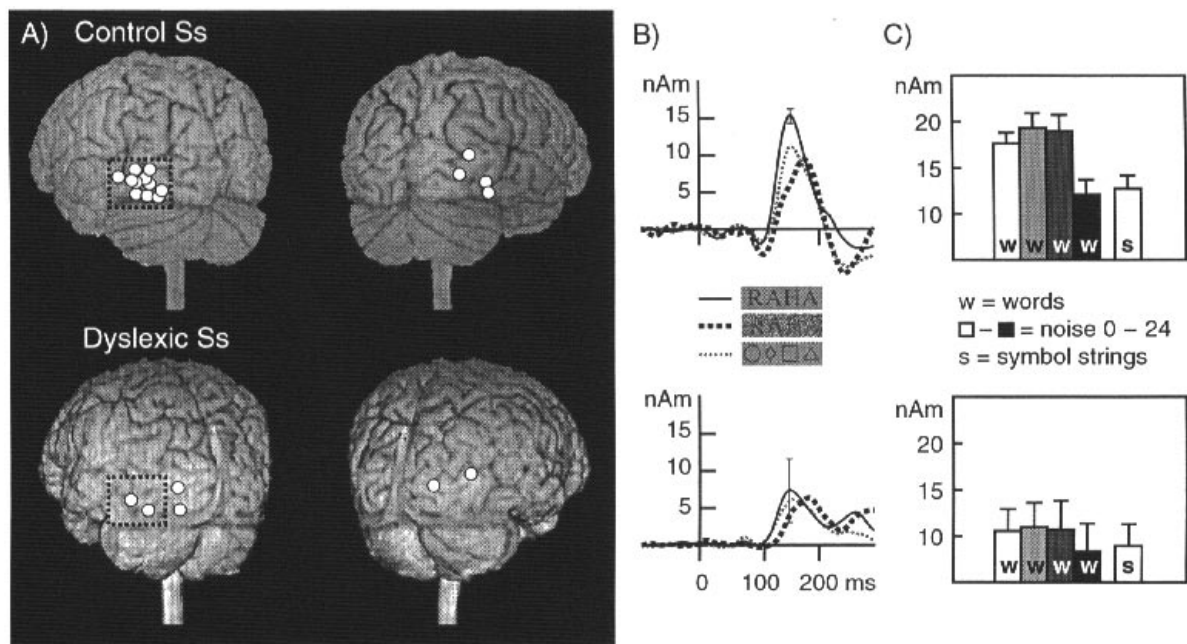 A) Control Ss
Dyslexic Ss
B)
nAm
15
10
5
RAHA
RAHA
nAm
15
10
5
0 100 200 ms
C)
nAm
20
15
10
w w w w s
w = words
= noise 0 – 24
s = symbol strings
nAm
20
15
10
w w w w s